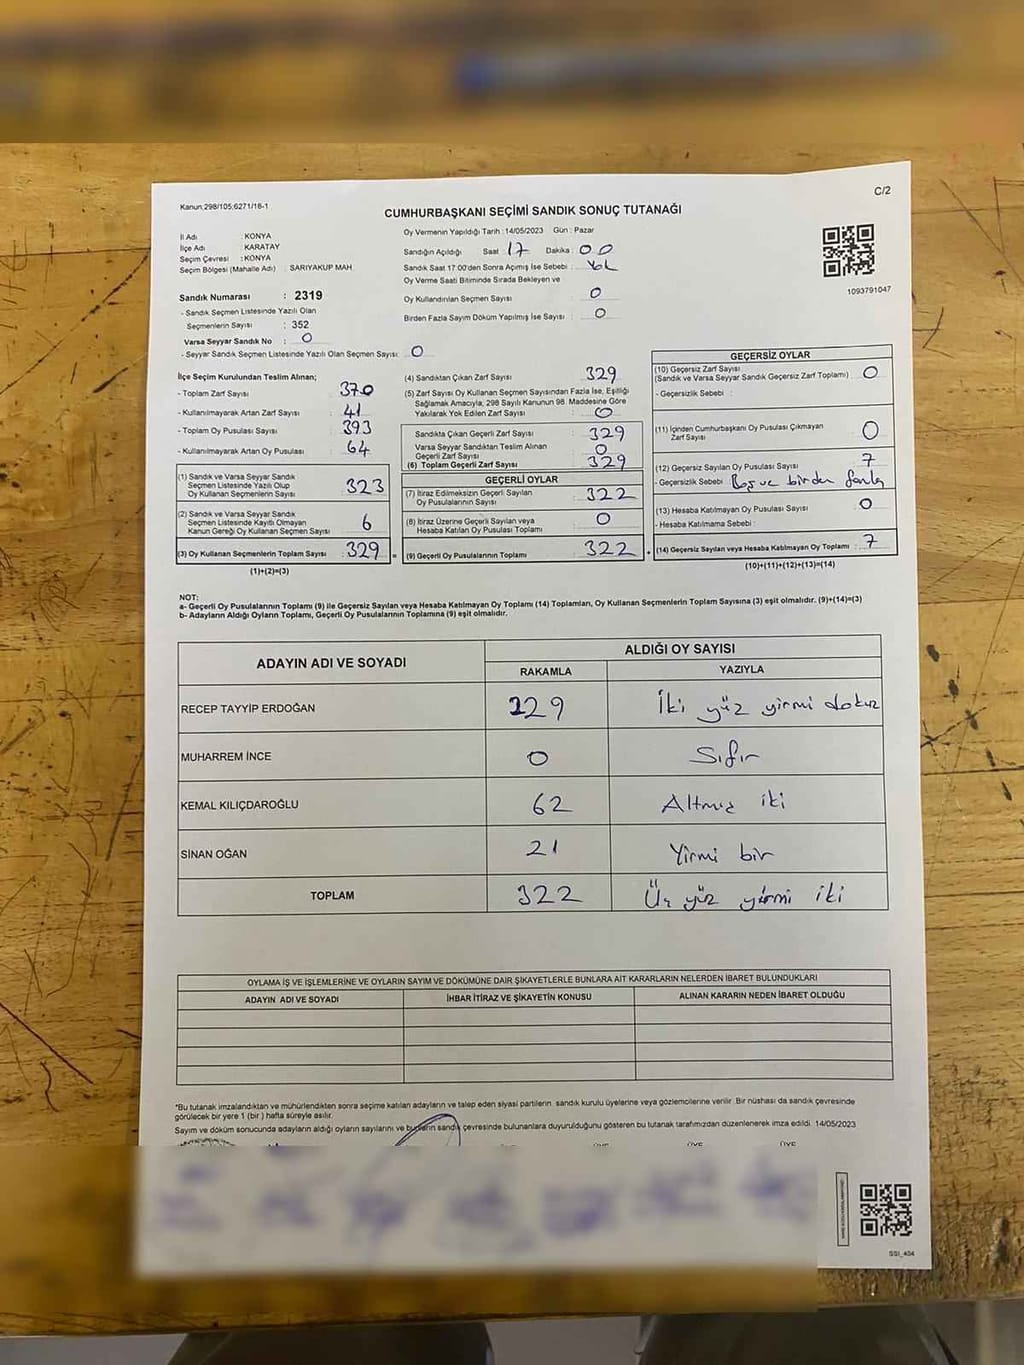 C/2
Kanun 298/105;6271/16-1
CUMHURBAŞKANI SEÇİMİ SANDIK SONUÇ TUTANAĞI
İl Adı : KONYA
İlçe Adı : KARATAY
Seçim Çevresi : KONYA
Seçim Bölgesi (Mahalle Adı) : SARIYAKUP MAH
Sandık Numarası : 2319
- Sandık Seçmen Listesinde Yazılı Olan
Seçmenlerin Sayısı : 352
Varsa Seyyar Sandık No : 0
- Seyyar Sandık Seçmen Listesinde Yazılı Olan Seçmen Sayısı: 0
Oy Vermenin Yapıldığı Tarih : 14/05/2023 Gün : Pazar
Sandığın Açıldığı Saat 17 Dakika : 00
Sandık Saat 17:00'den Sonra Açımış İse Sebebi : Yok
Oy Verme Saati Bitiminde Sırada Bekleyen ve
Oy Kullandırılan Seçmen Sayısı : 0
Birden Fazla Sayım Döküm Yapılmış İse Sayısı : 0
1093791047
İlçe Seçim Kurulundan Teslim Alınan;
- Toplam Zarf Sayısı : 370
- Kullanılmayarak Artan Zarf Sayısı : 41
- Toplam Oy Pusulası Sayısı : 393
- Kullanılmayarak Artan Oy Pusulası : 64
(1) Sandık ve Varsa Seyyar Sandık
Seçmen Listesinde Yazılı Olup
Oy Kullanan Seçmenlerin Sayısı : 323
(2) Sandık ve Varsa Seyyar Sandık
Seçmen Listesinde Kayıtlı Olmayan
Kanun Gereği Oy Kullanan Seçmen Sayısı : 6
(3) Oy Kullanan Seçmenlerin Toplam Sayısı : 329 =
(1)+(2)=(3)
(4) Sandıktan Çıkan Zarf Sayısı : 329
(5) Zarf Sayısı Oy Kullanan Seçmen Sayısından Fazla İse, Eşitliği
Sağlamak Amacıyla, 298 Sayılı Kanunun 98. Maddesine Göre
Yakılarak Yok Edilen Zarf Sayısı : 0
Sandıkta Çıkan Geçerli Zarf Sayısı : 329
Varsa Seyyar Sandıktan Teslim Alınan
Geçerli Zarf Sayısı : 0
(6) Toplam Geçerli Zarf Sayısı : 329
GEÇERLİ OYLAR
(7) İtiraz Edilmeksizin Geçerli Sayılan
Oy Pusulalarının Sayısı : 322
(8) İtiraz Üzerine Geçerli Sayılan veya
Hesaba Katılan Oy Pusulası Toplamı : 0
(9) Geçerli Oy Pusulalarının Toplamı : 322 +
GEÇERSİZ OYLAR
(10) Geçersiz Zarf Sayısı
(Sandık ve Varsa Seyyar Sandık Geçersiz Zarf Toplamı) : 0
- Geçersizlik Sebebi :
(11) İçinden Cumhurbaşkanı Oy Pusulası Çıkmayan
Zarf Sayısı : 0
(12) Geçersiz Sayılan Oy Pusulası Sayısı : 7
- Geçersizlik Sebebi : Boş ve birden fazla
(13) Hesaba Katılmayan Oy Pusulası Sayısı : 0
- Hesaba Katılmama Sebebi :
(14) Geçersiz Sayılan veya Hesaba Katılmayan Oy Toplamı : 7
(10)+(11)+(12)+(13)=(14)
NOT:
a- Geçerli Oy Pusulalarının Toplamı (9) ile Geçersiz Sayılan veya Hesaba Katılmayan Oy Toplamı (14) Toplamları, Oy Kullanan Seçmenlerin Toplam Sayısına (3) eşit olmalıdır. (9)+(14)=(3)
b- Adayların Aldığı Oyların Toplamı, Geçerli Oy Pusulalarının Toplamına (9) eşit olmalıdır.
ADAYIN ADI VE SOYADI
ALDIĞI OY SAYISI
RAKAMLA YAZIYLA
RECEP TAYYİP ERDOĞAN 229 İki yüz yirmi dokuz
MUHARREM İNCE 0 Sıfır
KEMAL KILIÇDAROĞLU 62 Altmış iki
SİNAN OĞAN 21 Yirmi bir
TOPLAM 322 Üç yüz yirmi iki
OYLAMA İŞ VE İŞLEMLERİNE VE OYLARIN SAYIM VE DÖKÜMÜNE DAİR ŞİKAYETLERLE BUNLARA AİT KARARLARIN NELERDEN İBARET BULUNDUKLARI
ADAYIN ADI VE SOYADI İHBAR İTİRAZ VE ŞİKAYETİN KONUSU ALINAN KARARIN NEDEN İBARET OLDUĞU
*Bu tutanak imzalandıktan ve mühürlendikten sonra seçime katılan adayların ve talep eden siyasi partilerin sandık kurulu üyelerine veya gözlemcilerine verilir. Bir nüshası da sandık çevresinde
görülecek bir yere 1 (bir) hafta süreyle asılır.
Sayım ve döküm sonucunda adayların aldığı oyların sayılarını ve bunların sandık çevresinde bulunanlara duyurulduğunu gösteren bu tutanak tarafımızdan düzenlenerek imza edildi. 14/05/2023
SSI_404